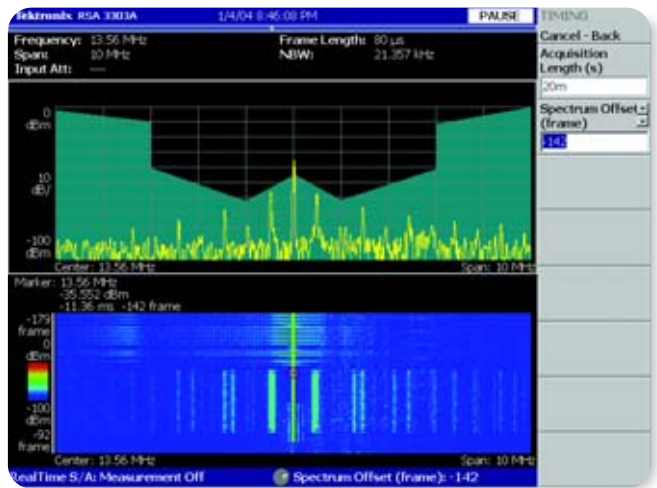 Tektronix RSA 3303A 1/4/04 8:46:08 PM PAUSE TIMING
Frequency: 13.56 MHz Frame Length: 80 µs
Span: 10 MHz NBW: 21.357 kHz
Input Att: ---
Cancel - Back
Acquisition
Length (s)
20m
Spectrum Offset
(frame)
-142
0
dBm
10
dB/
-100
dBm
Center: 13.56 MHz Span: 10 MHz
Marker: 13.56 MHz
-35.552 dBm
-11.36 ms -142 frame
-179
frame
0
dBm
-100
dBm
-92
frame
Center: 13.56 MHz Span: 10 MHz
RealTime S/A: Measurement Off Spectrum Offset (frame): -142